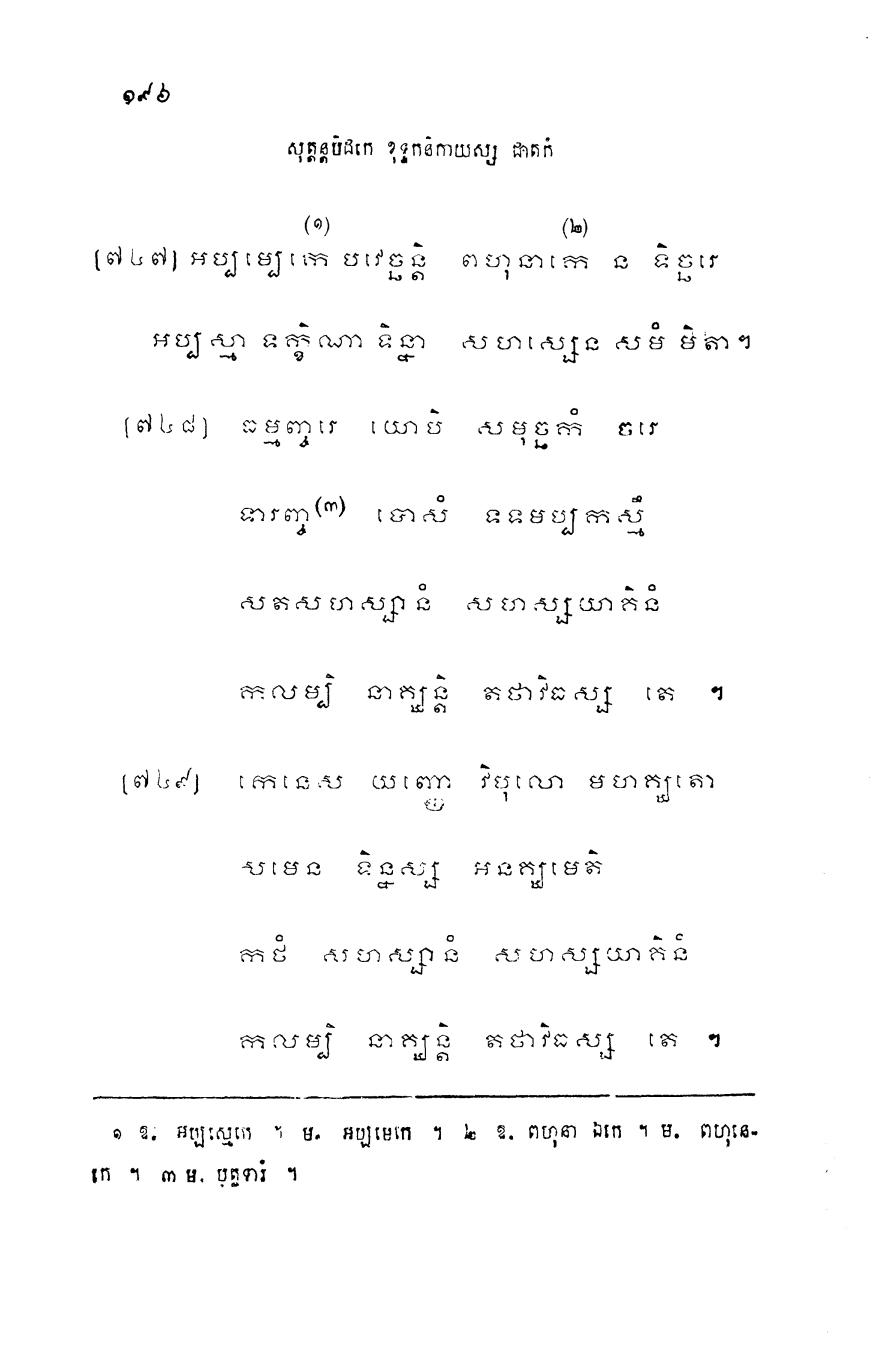 ១៩៦
សុត្តន្តបិដកេ ខុទ្ទកនិកាយស្ស ជាតកំ
(១) (២)
[៧៤៧] អប្បម្បេកេ បវេច្ឆន្តិ ពហុនាកេ ន ទិច្ឆរេ
អប្បស្មា ទក្ខិណា ទិន្នា សហស្សេន សមំ មិតា។
[៧៤៨] ធម្មញ្ចរេ យោបិ សមុច្ឆកំ ចរេ
ទារញ្ច(៣) បោសំ ទទមប្បកស្មឹ
សតសហស្សានំ សហស្សយាគិនំ
កលម្បិ នាគ្ឃន្តិ តថាវិធស្ស តេ ។
[៧៤៩] កេនេស យញ្ញោ វិបុលោ មហគ្ឃតោ
សមេន ទិន្នស្ស អនគ្ឃមេតិ
កថំ សហស្សានំ សហស្សយាគិនំ
កលម្បិ នាគ្ឃន្តិ តថាវិធស្ស តេ ។
១ ឱ. អប្បស្មេកេ ។ ម. អប្បមេកេ ។ ២ ឱ. ពហុនា ឯកេ ។ ម. ពហុនេ-
កេ ។ ៣ ម. បុត្តទារំ ។